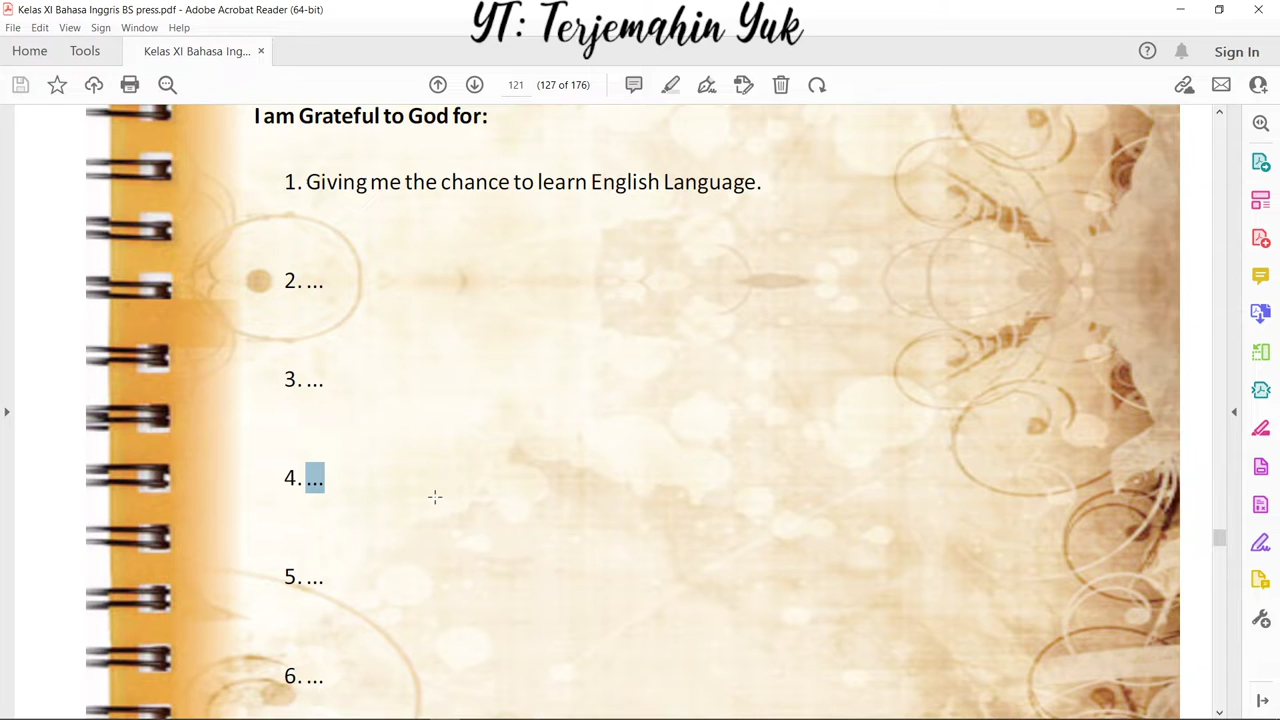 Kelas XI Bahasa Inggris BS press.pdf - Adobe Acrobat Reader (64-bit)
YT: Terjemahin Yuk
File Edit View Sign Window Help
Home Tools Kelas XI Bahasa Ing... × Sign In
121 (127 of 176)
I am Grateful to God for:
1. Giving me the chance to learn English Language.
2. ...
3. ...
4. ...
5. ...
6. ...